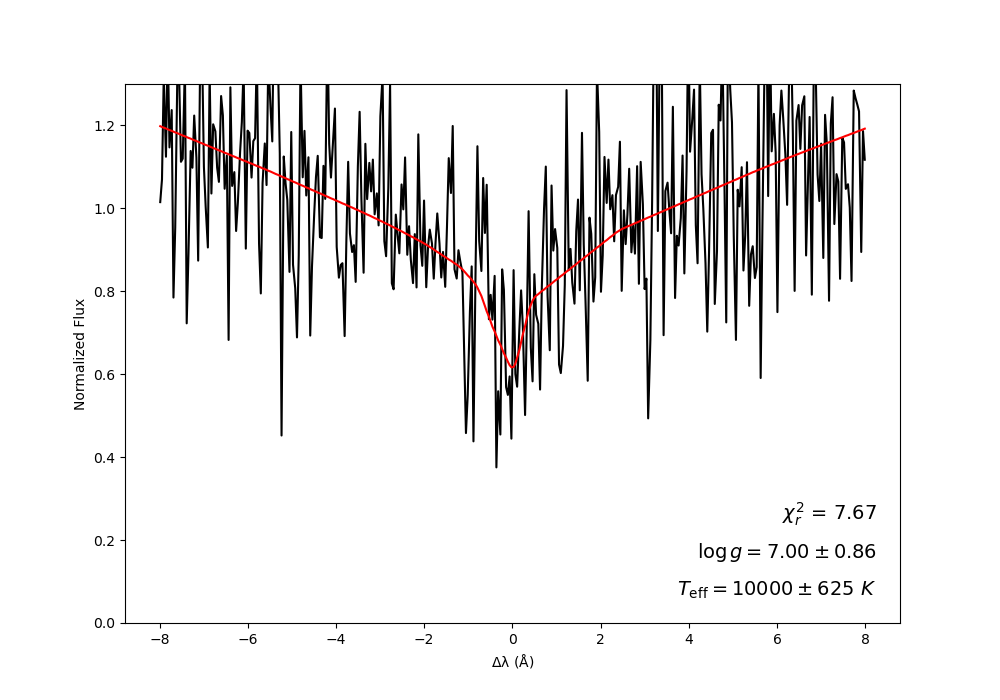 1.2
1.0
0.8
0.6
0.4
0.2
0.0
Normalized Flux
χ²ᵣ = 7.67
log g = 7.00 ± 0.86
T_eff = 10000 ± 625 K
−8 −6 −4 −2 0 2 4 6 8
Δλ (Å)